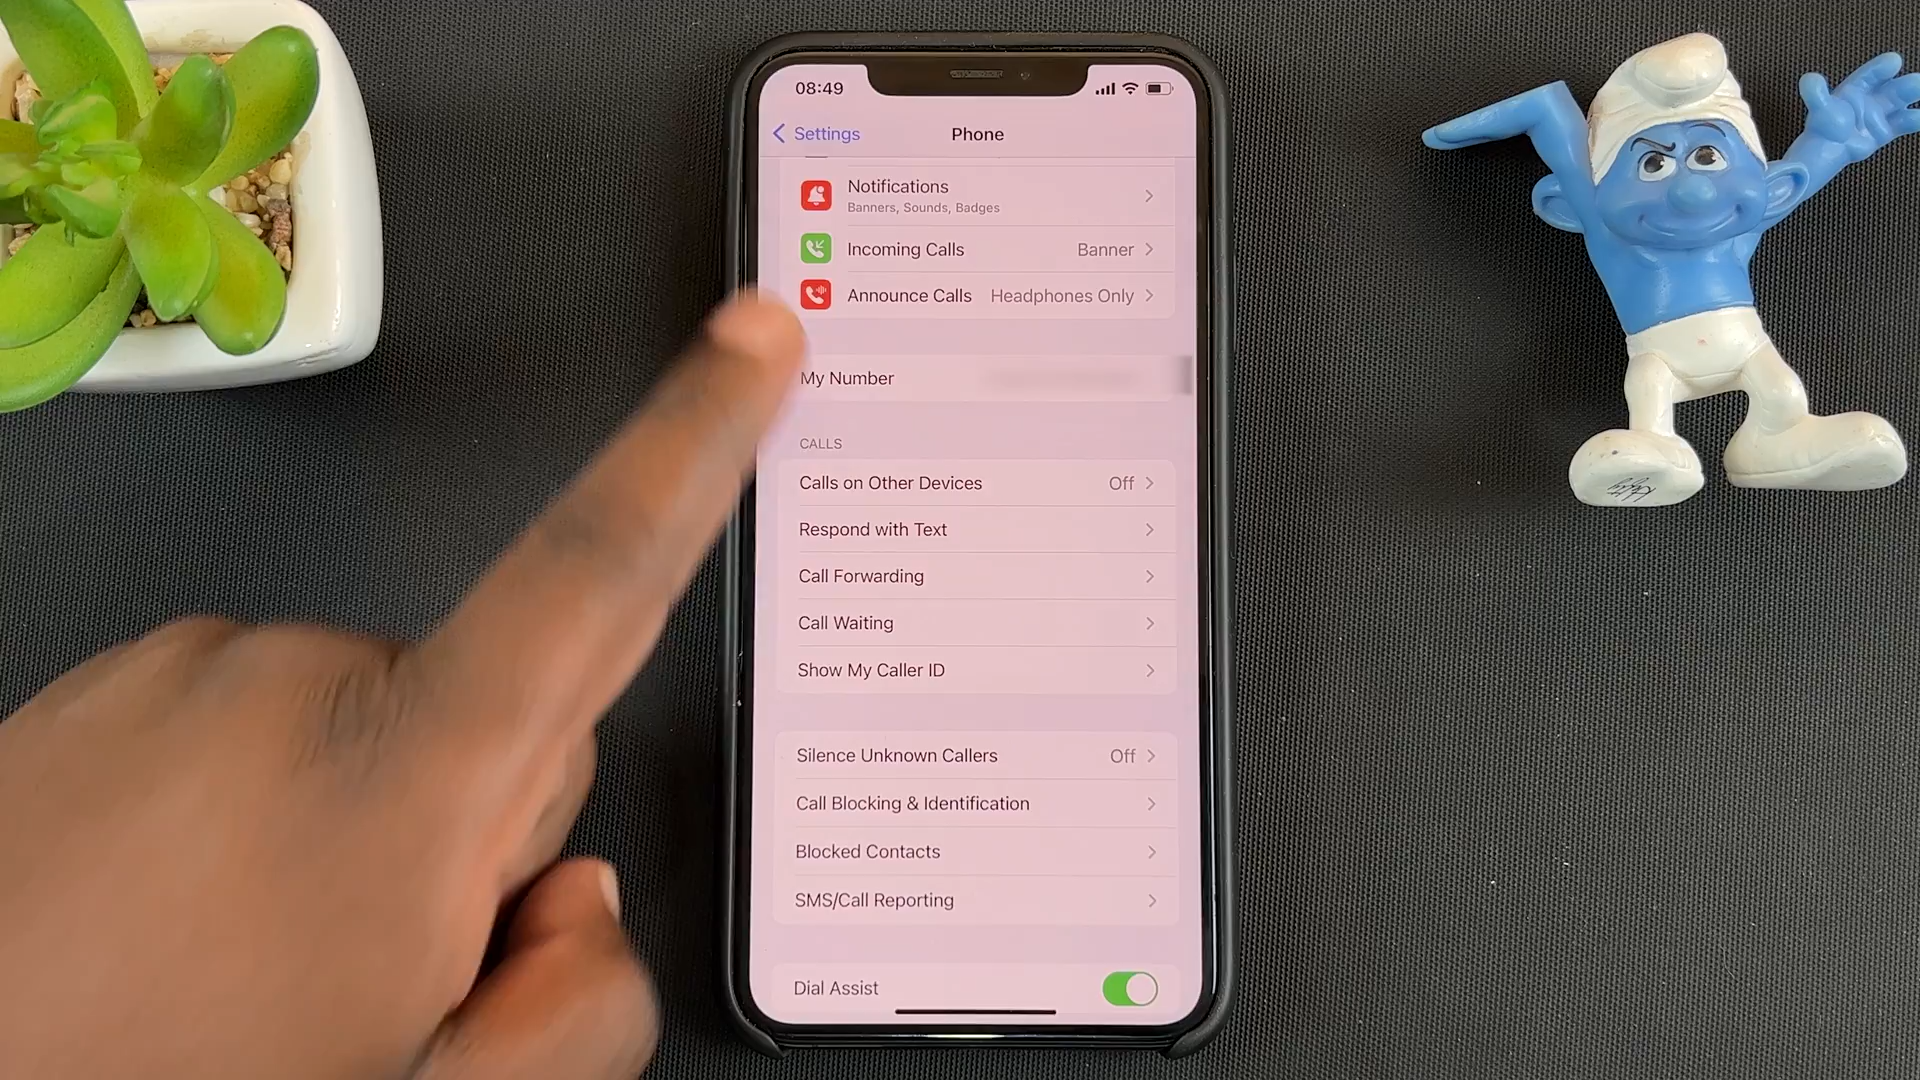 08:49
Settings
Phone
Notifications
Banners, Sounds, Badges
Incoming Calls Banner
Announce Calls Headphones Only
My Number
CALLS
Calls on Other Devices Off
Respond with Text
Call Forwarding
Call Waiting
Show My Caller ID
Silence Unknown Callers Off
Call Blocking & Identification
Blocked Contacts
SMS/Call Reporting
Dial Assist